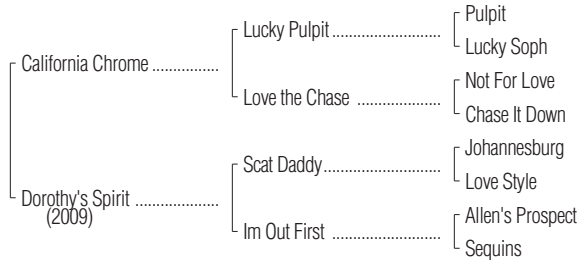 Pulpit
Lucky Pulpit ..................................
Lucky Soph
California Chrome ................
Not For Love
Love the Chase .........................
Chase It Down
Johannesburg
Scat Daddy..................................
Love Style
Dorothy's Spirit ....................
(2009)
Allen's Prospect
Im Out First .................................
Sequins